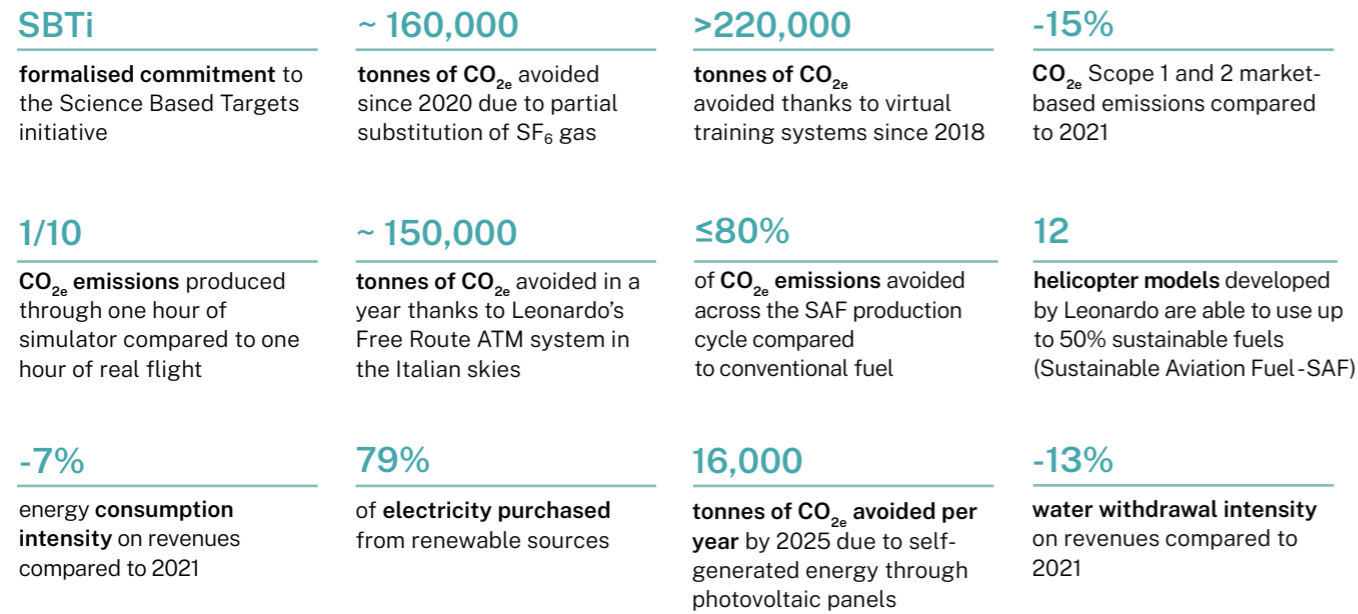 SBTi
formalised commitment to
the Science Based Targets
initiative
~ 160,000
tonnes of CO2e avoided
since 2020 due to partial
substitution of SF6 gas
>220,000
tonnes of CO2e
avoided thanks to virtual
training systems since 2018
-15%
CO2e Scope 1 and 2 market-
based emissions compared
to 2021
1/10
CO2e emissions produced
through one hour of
simulator compared to one
hour of real flight
~ 150,000
tonnes of CO2e avoided in a
year thanks to Leonardo's
Free Route ATM system in
the Italian skies
≤80%
of CO2e emissions avoided
across the SAF production
cycle compared
to conventional fuel
12
helicopter models developed
by Leonardo are able to use up
to 50% sustainable fuels
(Sustainable Aviation Fuel-SAF)
-7%
energy consumption
intensity on revenues
compared to 2021
79%
of electricity purchased
from renewable sources
16,000
tonnes of CO2e avoided per
year by 2025 due to self-
generated energy through
photovoltaic panels
-13%
water withdrawal intensity
on revenues compared to
2021